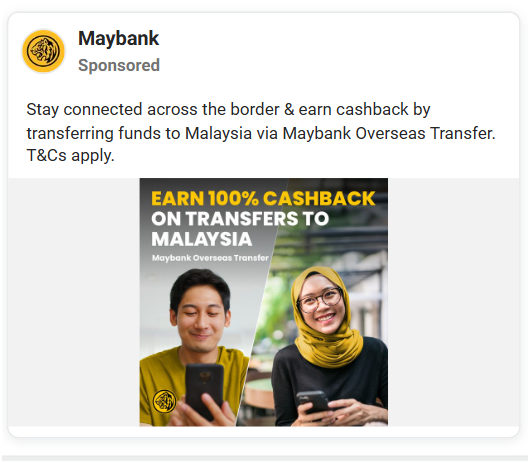 Maybank
Sponsored
Stay connected across the border & earn cashback by
transferring funds to Malaysia via Maybank Overseas Transfer.
T&Cs apply.
EARN 100% CASHBACK
ON TRANSFERS TO
MALAYSIA
Maybank Overseas Transfer